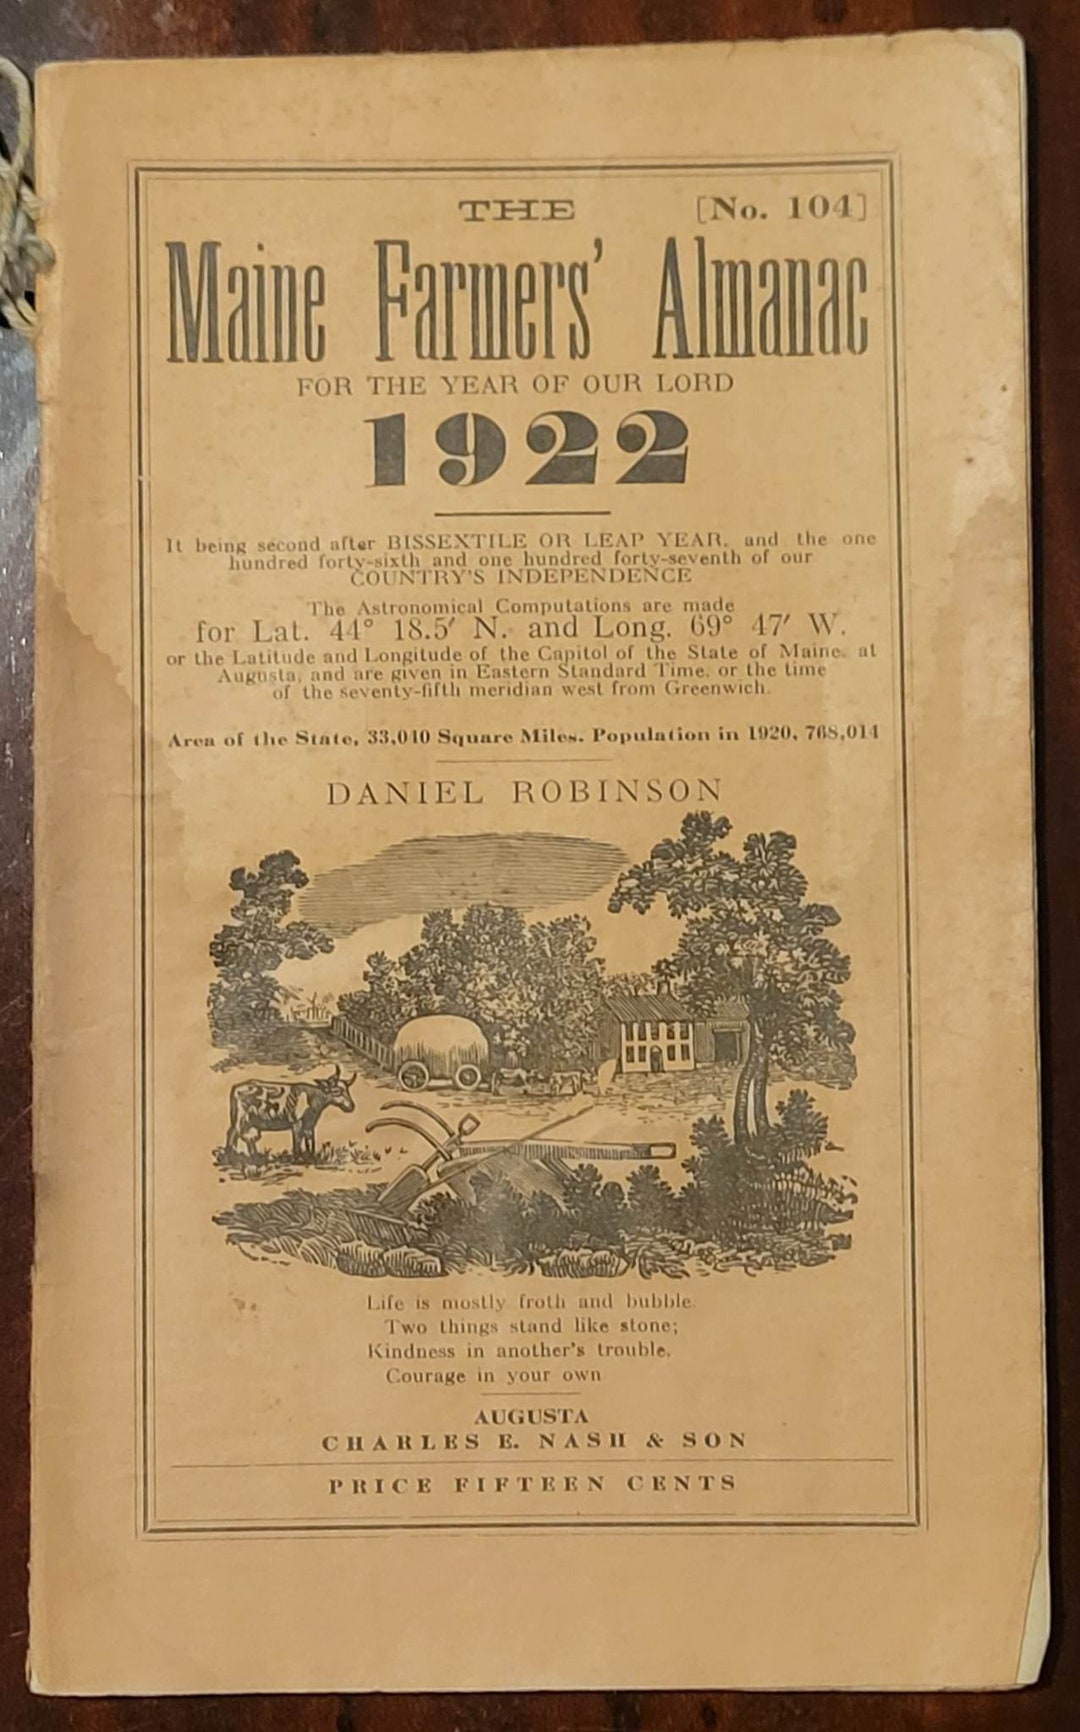 THE [No. 104]
Maine Farmers' Almanac
FOR THE YEAR OF OUR LORD
1922
It being second after BISSEXTILE OR LEAP YEAR, and the one
hundred forty-sixth and one hundred forty-seventh of our
COUNTRY'S INDEPENDENCE
The Astronomical Computations are made
for Lat. 44° 18.5′ N. and Long. 69° 47′ W.
or the Latitude and Longitude of the Capitol of the State of Maine, at
Augusta, and are given in Eastern Standard Time, or the time
of the seventy-fifth meridian west from Greenwich.
Area of the State, 33,040 Square Miles. Population in 1920, 768,014
DANIEL ROBINSON
Life is mostly froth and bubble.
Two things stand like stone;
Kindness in another's trouble,
Courage in your own
AUGUSTA
CHARLES E. NASH & SON
PRICE FIFTEEN CENTS